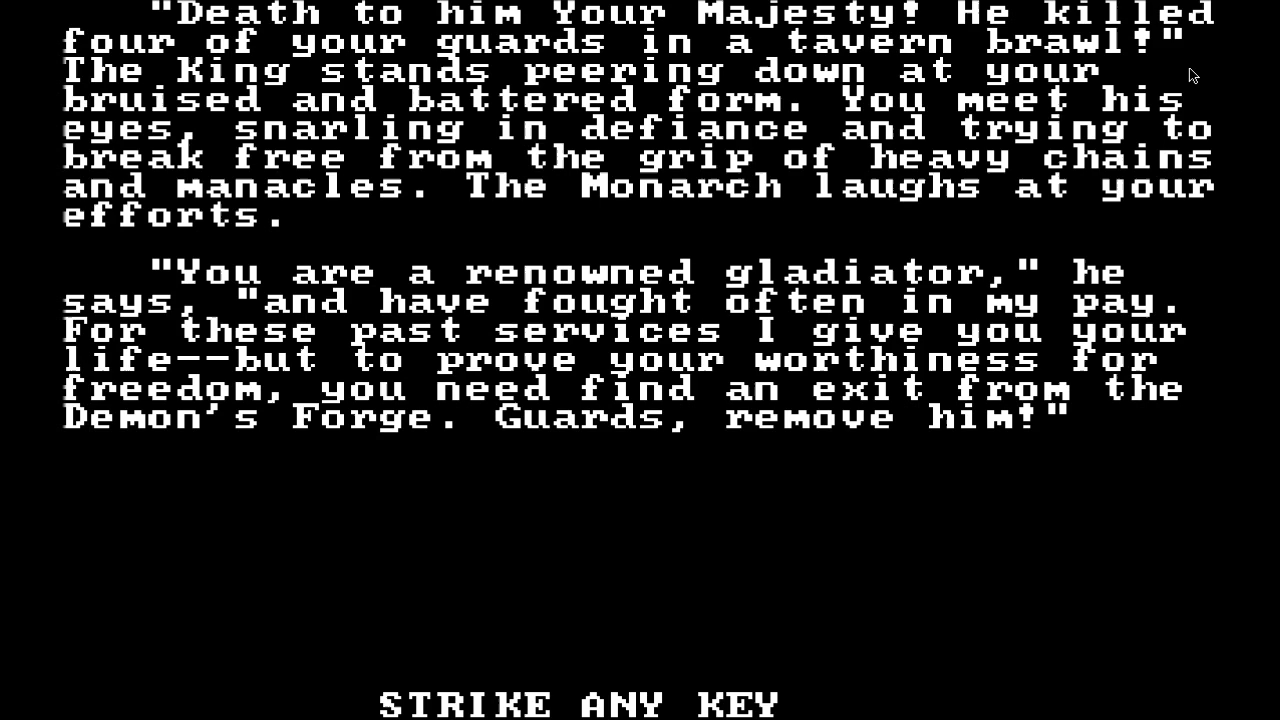 "Death to him Your Majesty! He killed
four of your guards in a tavern brawl!"
The King stands peering down at your
bruised and battered form. You meet his
eyes, snarling in defiance and trying to
break free from the grip of heavy chains
and manacles. The Monarch laughs at your
efforts.
"You are a renowned gladiator," he
says, "and have fought often in my pay.
For these past services I give you your
life--but to prove your worthiness for
freedom, you need find an exit from the
Demon's Forge. Guards, remove him!"
STRIKE ANY KEY